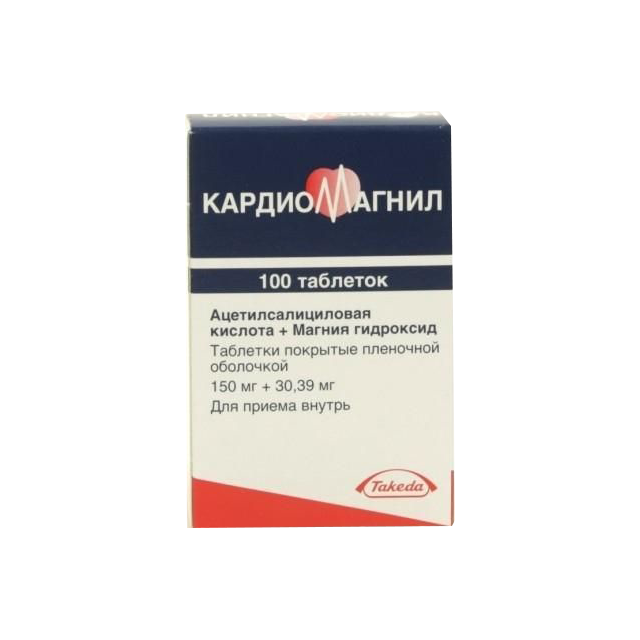 КАРДИОМАГНИЛ
100 таблеток
Ацетилсалициловая
кислота + Магния гидроксид
Таблетки покрытые пленочной
оболочкой
150 мг + 30,39 мг
Для приема внутрь
Takeda